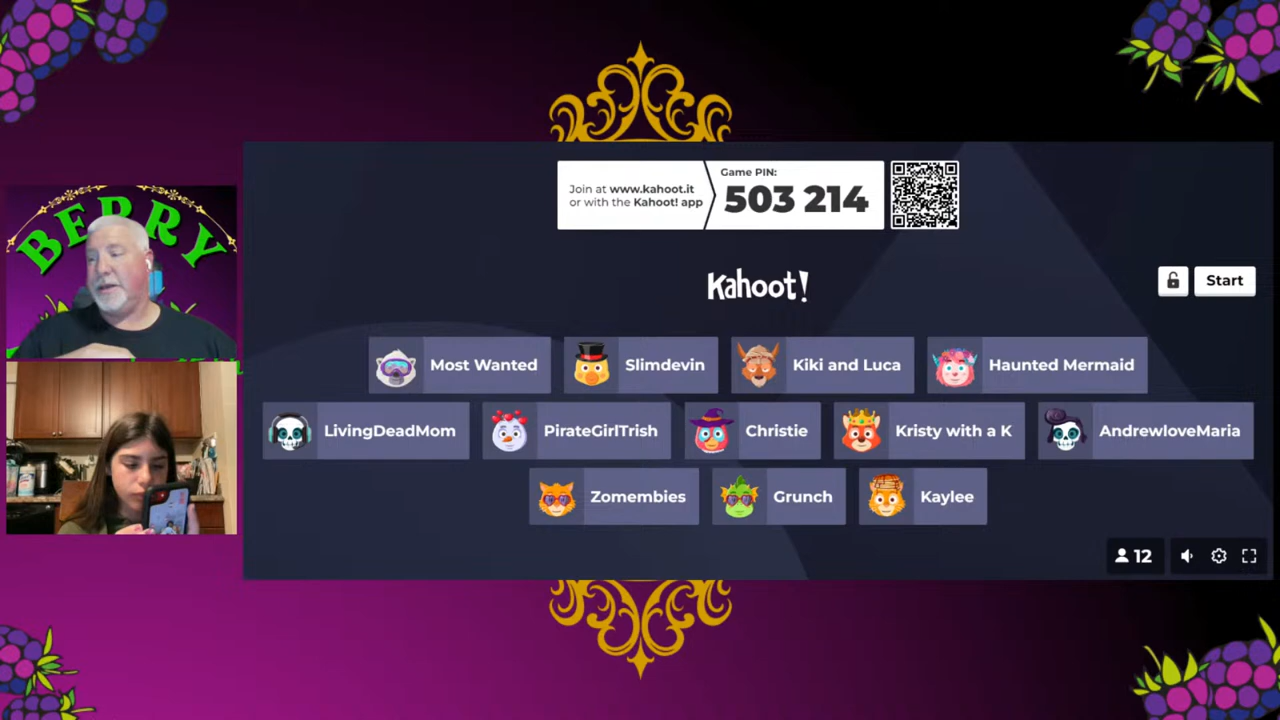 BERRY
Join at www.kahoot.it
or with the Kahoot! app
Game PIN:
503 214
Kahoot!
Start
Most Wanted
Slimdevin
Kiki and Luca
Haunted Mermaid
LivingDeadMom
PirateGirlTrish
Christie
Kristy with a K
AndrewloveMaria
Zomembies
Grunch
Kaylee
12